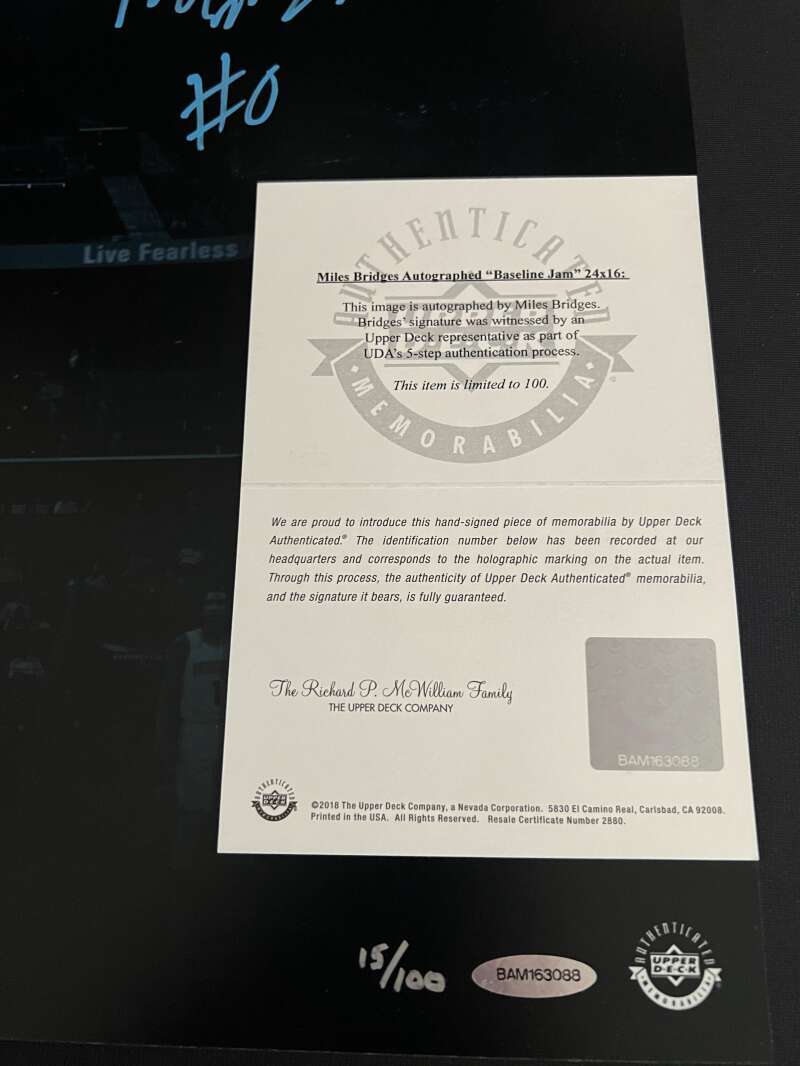 #0
Live Fearless
AUTHENTICATED
UPPER
DECK
MEMORABILIA
Miles Bridges Autographed “Baseline Jam” 24x16:
This image is autographed by Miles Bridges.
Bridges’ signature was witnessed by an
Upper Deck representative as part of
UDA’s 5-step authentication process.
This item is limited to 100.
We are proud to introduce this hand-signed piece of memorabilia by Upper Deck
Authenticated.® The identification number below has been recorded at our
headquarters and corresponds to the holographic marking on the actual item.
Through this process, the authenticity of Upper Deck Authenticated® memorabilia,
and the signature it bears, is fully guaranteed.
The Richard P. McWilliam Family
THE UPPER DECK COMPANY
BAM163088
AUTHENTICATED
UPPER
DECK
MEMORABILIA
©2018 The Upper Deck Company, a Nevada Corporation. 5830 El Camino Real, Carlsbad, CA 92008.
Printed in the USA. All Rights Reserved. Resale Certificate Number 2880.
15/100
BAM163088
AUTHENTICATED
UPPER
D·E·C·K
MEMORABILIA